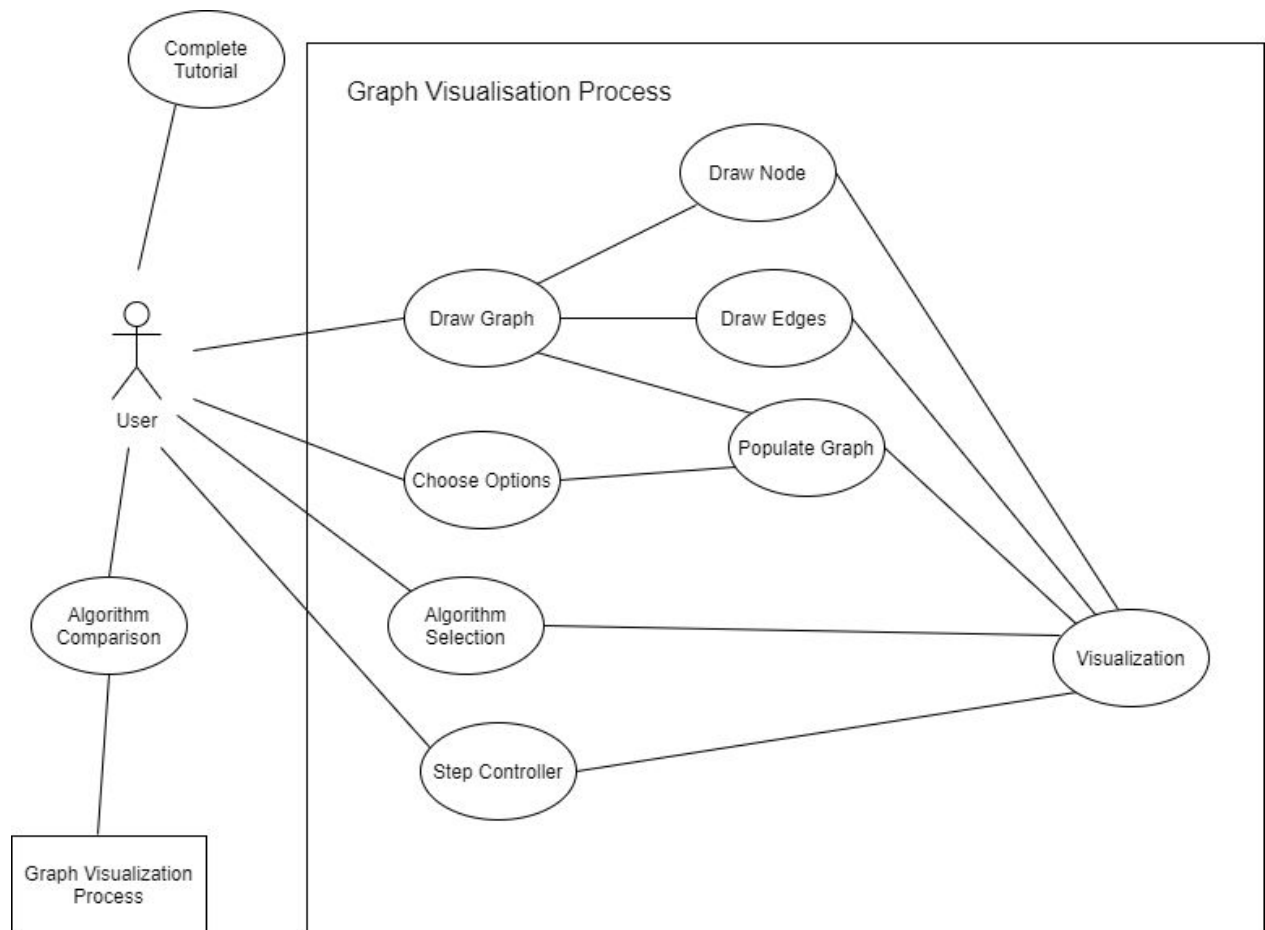 Complete
Tutorial
Graph Visualisation Process
Draw Node
Draw Graph
Draw Edges
User
Populate Graph
Choose Options
Algorithm
Comparison
Algorithm
Selection
Visualization
Step Controller
Graph Visualization
Process